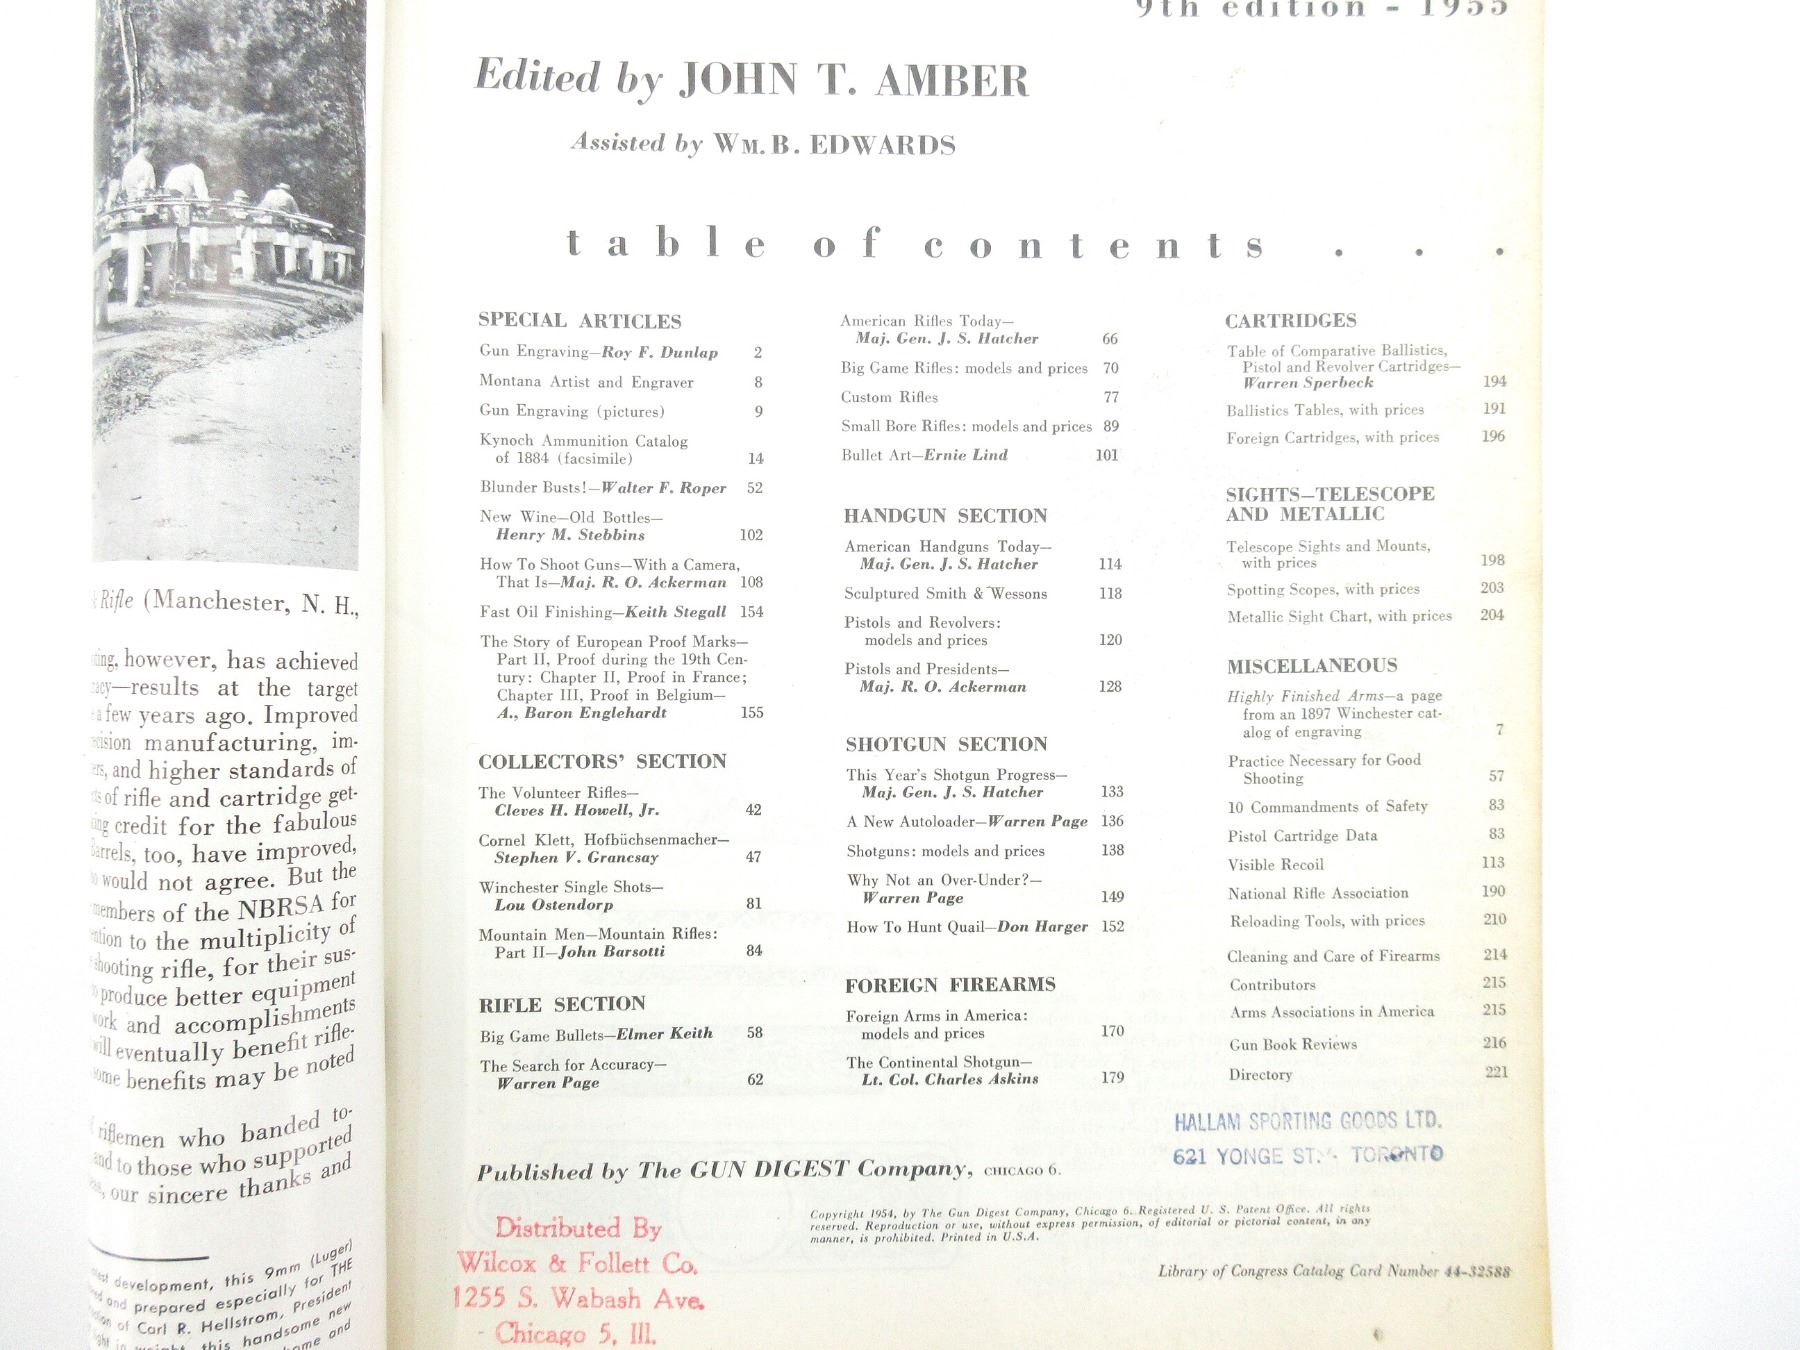 Rifle (Manchester, N. H.,
however, has achieved
results at the target
few years ago. Improved
manufacturing, im-
and higher standards of
of rifle and cartridge get-
credit for the fabulous
too, have improved,
would not agree. But the
of the NBRSA for
to the multiplicity of
rifle, for their sus-
produce better equipment
and accomplishments
eventually benefit rifle-
benefits may be noted
riflemen who banded to-
to those who supported
our sincere thanks and
development, this 9mm (Luger)
and prepared especially for THE
of Carl R. Hellstrom, President
this handsome new
and
9th edition - 1955
Edited by JOHN T. AMBER
Assisted by WM. B. EDWARDS
table of contents . . .
SPECIAL ARTICLES
Gun Engraving—Roy F. Dunlap 2
Montana Artist and Engraver 8
Gun Engraving (pictures) 9
Kynoch Ammunition Catalog
of 1884 (facsimile) 14
Blunder Busts!—Walter F. Roper 52
New Wine—Old Bottles—
Henry M. Stebbins 102
How To Shoot Guns—With a Camera,
That Is—Maj. R. O. Ackerman 108
Fast Oil Finishing—Keith Stegall 154
The Story of European Proof Marks—
Part II, Proof during the 19th Cen-
tury: Chapter II, Proof in France;
Chapter III, Proof in Belgium—
A., Baron Englehardt 155
COLLECTORS' SECTION
The Volunteer Rifles—
Cleves H. Howell, Jr. 42
Cornel Klett, Hofbüchsenmacher—
Stephen V. Grancsay 47
Winchester Single Shots—
Lou Ostendorp 81
Mountain Men—Mountain Rifles:
Part II—John Barsotti 84
RIFLE SECTION
Big Game Bullets—Elmer Keith 58
The Search for Accuracy—
Warren Page 62
American Rifles Today—
Maj. Gen. J. S. Hatcher 66
Big Game Rifles: models and prices 70
Custom Rifles 77
Small Bore Rifles: models and prices 89
Bullet Art—Ernie Lind 101
HANDGUN SECTION
American Handguns Today—
Maj. Gen. J. S. Hatcher 114
Sculptured Smith & Wessons 118
Pistols and Revolvers:
models and prices 120
Pistols and Presidents—
Maj. R. O. Ackerman 128
SHOTGUN SECTION
This Year's Shotgun Progress—
Maj. Gen. J. S. Hatcher 133
A New Autoloader—Warren Page 136
Shotguns: models and prices 138
Why Not an Over-Under?—
Warren Page 149
How To Hunt Quail—Don Harger 152
FOREIGN FIREARMS
Foreign Arms in America:
models and prices 170
The Continental Shotgun—
Lt. Col. Charles Askins 179
CARTRIDGES
Table of Comparative Ballistics,
Pistol and Revolver Cartridges—
Warren Sperbeck 194
Ballistics Tables, with prices 191
Foreign Cartridges, with prices 196
SIGHTS—TELESCOPE
AND METALLIC
Telescope Sights and Mounts,
with prices 198
Spotting Scopes, with prices 203
Metallic Sight Chart, with prices 204
MISCELLANEOUS
Highly Finished Arms—a page
from an 1897 Winchester cat-
alog of engraving 7
Practice Necessary for Good
Shooting 57
10 Commandments of Safety 83
Pistol Cartridge Data 83
Visible Recoil 113
National Rifle Association 190
Reloading Tools, with prices 210
Cleaning and Care of Firearms 214
Contributors 215
Arms Associations in America 215
Gun Book Reviews 216
Directory 221
HALLAM SPORTING GOODS LTD.
621 YONGE ST. - TORONTO
Published by The GUN DIGEST Company, CHICAGO 6.
Copyright 1954, by The Gun Digest Company, Chicago 6. Registered U. S. Patent Office. All rights
reserved. Reproduction or use, without express permission, of editorial or pictorial content, in any
manner, is prohibited. Printed in U.S.A.
Distributed By
Wilcox & Follett Co.
1255 S. Wabash Ave.
- Chicago 5, Ill.
Library of Congress Catalog Card Number 44-32588